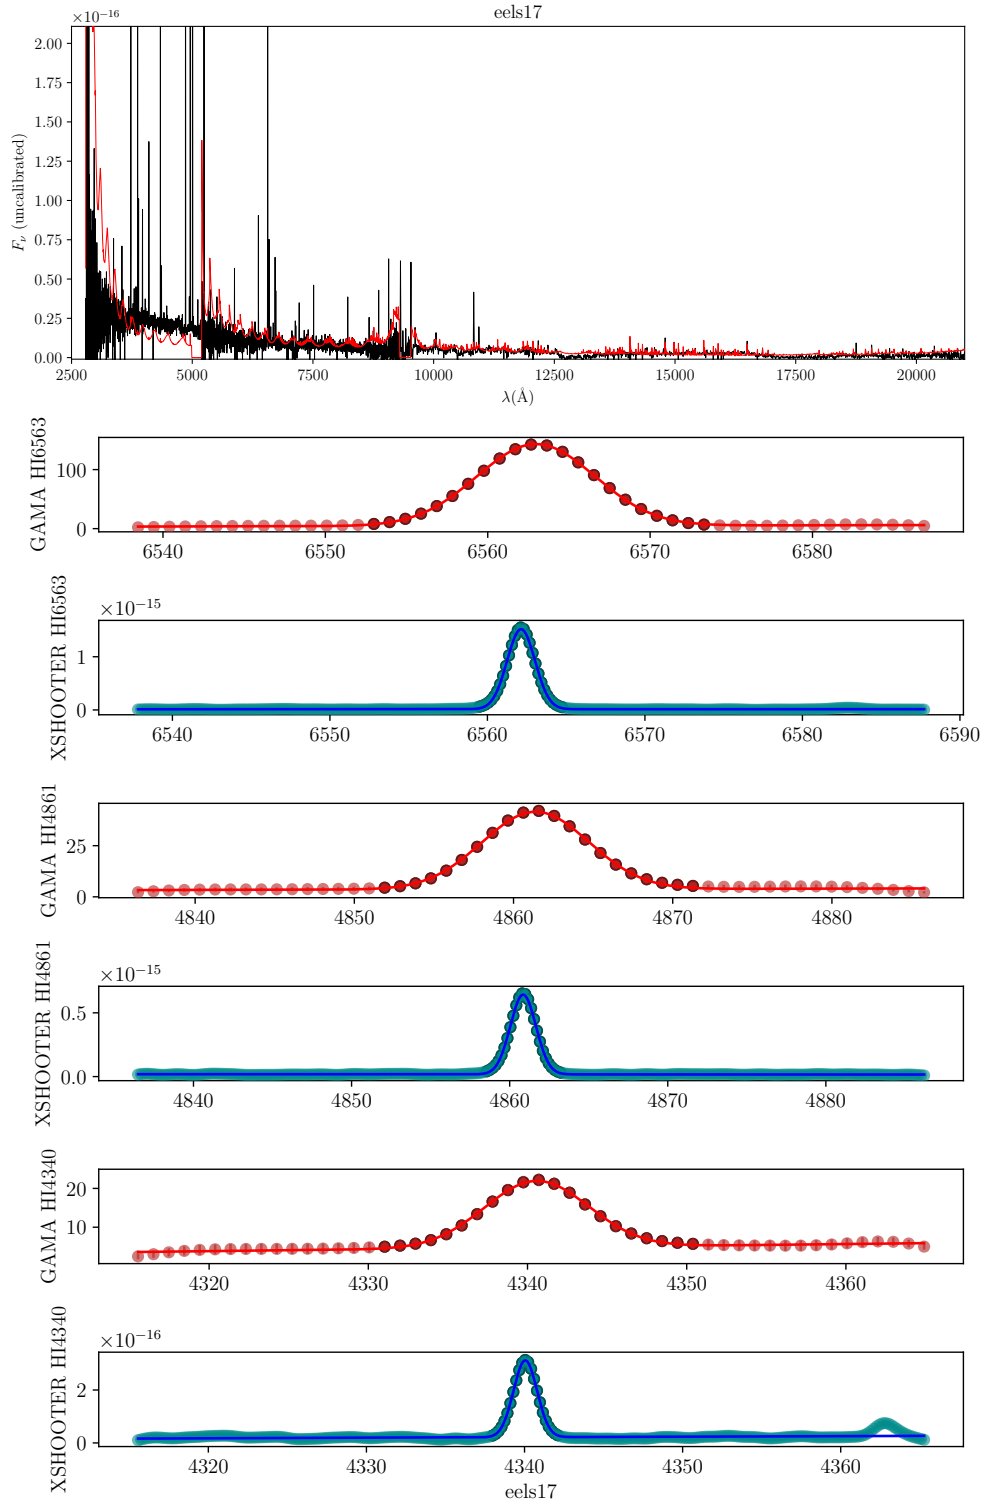 eels17
×10−16
2.00
1.75
1.50
1.25
1.00
0.75
0.50
0.25
0.00
Fν (uncalibrated)
2500 5000 7500 10000 12500 15000 17500 20000
λ(Å)
GAMA HI6563
100
0
6540 6550 6560 6570 6580
XSHOOTER HI6563
×10−15
1
0
6540 6550 6560 6570 6580 6590
GAMA HI4861
25
0
4840 4850 4860 4870 4880
XSHOOTER HI4861
×10−15
0.5
0.0
4840 4850 4860 4870 4880
GAMA HI4340
20
10
4320 4330 4340 4350 4360
XSHOOTER HI4340
×10−16
2
0
4320 4330 4340 4350 4360
eels17